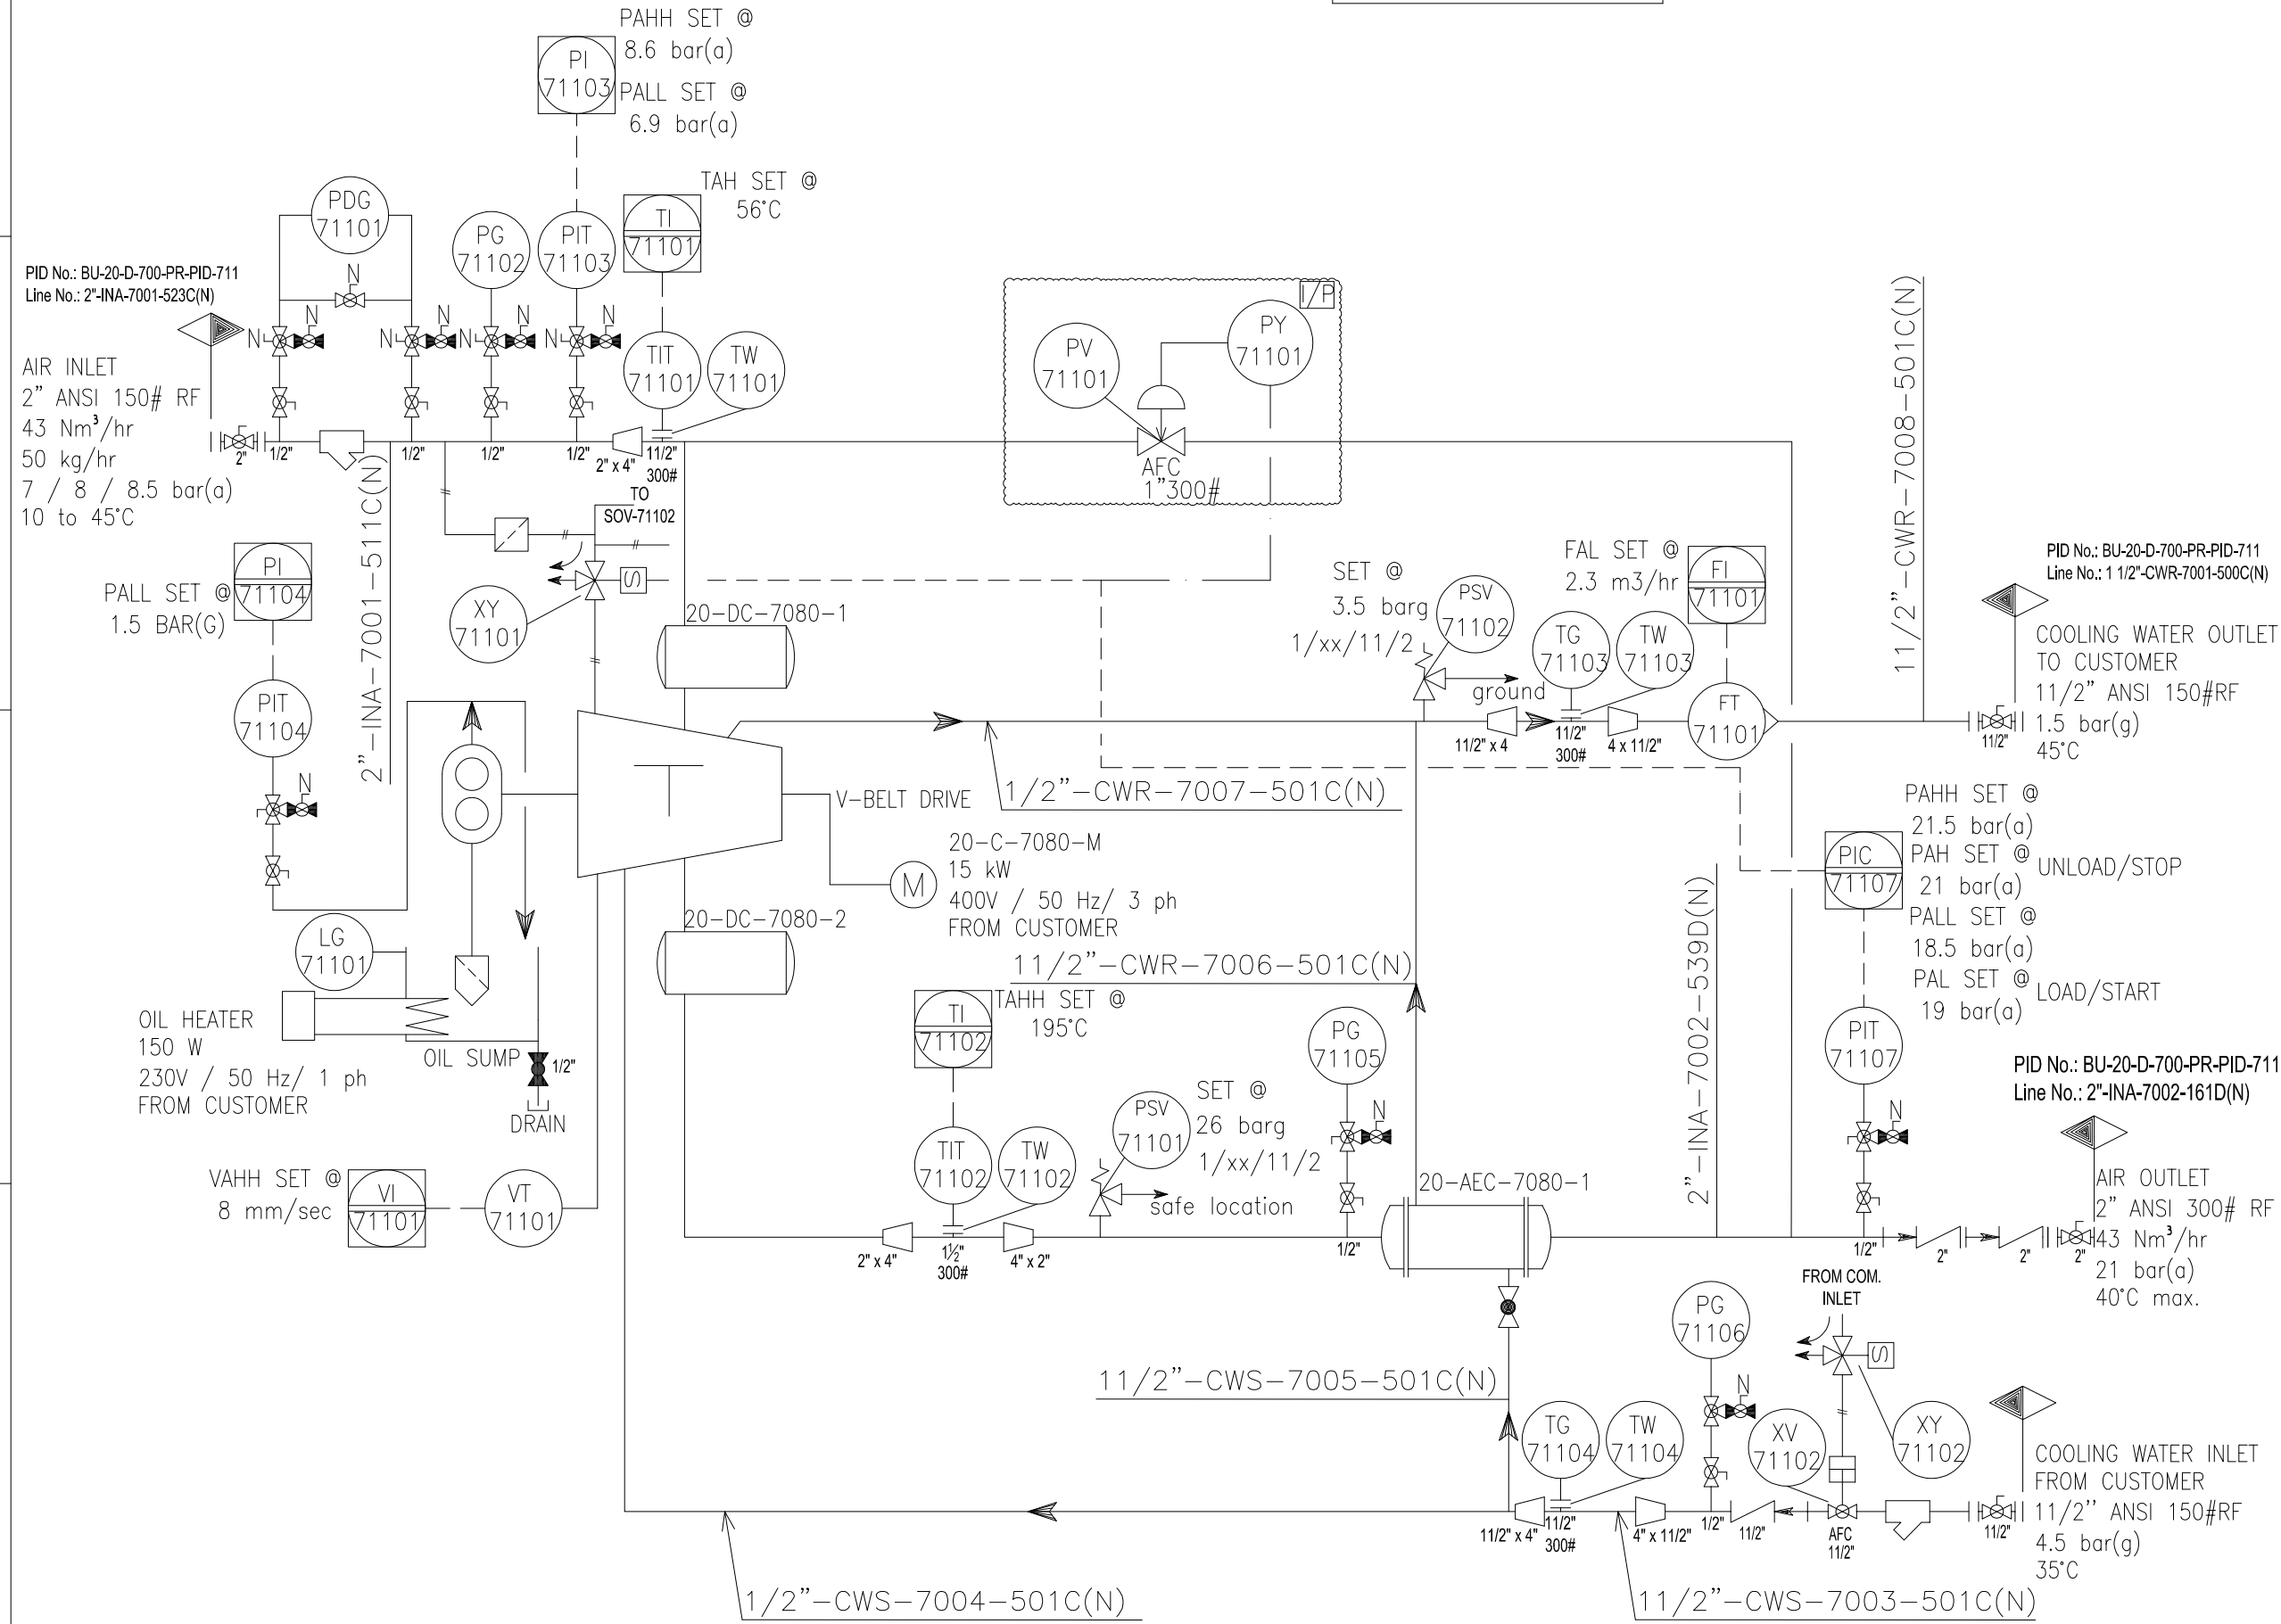 PAHH SET @
8.6 bar(a)
PI
71103
PALL SET @
6.9 bar(a)
TAH SET @
56°C
TI
71101
PDG
71101
PG
71102
PIT
71103
N
PID No.: BU-20-D-700-PR-PID-711
Line No.: 2"-INA-7001-523C(N)
N
N
N
N
N
N
N
N
TIT
71101
TW
71101
AIR INLET
2" ANSI 150# RF
43 Nm³/hr
50 kg/hr
7 / 8 / 8.5 bar(a)
10 to 45°C
2"
1/2"
1/2"
1/2"
1/2"
2" x 4"
11/2"
300#
I/P
PV
71101
PY
71101
AFC
1"300#
11/2"-CWR-7008-501C(N)
2"-INA-7001-511C(N)
TO
SOV-71102
S
XY
71101
PI
71104
PALL SET @
1.5 BAR(G)
PIT
71104
N
20-DC-7080-1
SET @
3.5 barg
1/xx/11/2
PSV
71102
ground
FAL SET @
2.3 m3/hr
FI
71101
TG
71103
TW
71103
FT
71101
11/2" x 4
11/2"
300#
4 x 11/2"
PID No.: BU-20-D-700-PR-PID-711
Line No.: 1 1/2"-CWR-7001-500C(N)
COOLING WATER OUTLET
TO CUSTOMER
11/2" ANSI 150#RF
1.5 bar(g)
45°C
11/2"
T
V-BELT DRIVE
1/2"-CWR-7007-501C(N)
M
20-C-7080-M
15 kW
400V / 50 Hz/ 3 ph
FROM CUSTOMER
20-DC-7080-2
11/2"-CWR-7006-501C(N)
PAHH SET @
21.5 bar(a)
PAH SET @
21 bar(a)
UNLOAD/STOP
PALL SET @
18.5 bar(a)
PAL SET @
19 bar(a)
LOAD/START
PIC
71107
PIT
71107
N
2"-INA-7002-539D(N)
LG
71101
OIL HEATER
150 W
230V / 50 Hz/ 1 ph
FROM CUSTOMER
OIL SUMP
1/2"
DRAIN
TI
71102
TAHH SET @
195°C
TIT
71102
TW
71102
PSV
71101
SET @
26 barg
1/xx/11/2
safe location
PG
71105
N
20-AEC-7080-1
PID No.: BU-20-D-700-PR-PID-711
Line No.: 2"-INA-7002-161D(N)
AIR OUTLET
2" ANSI 300# RF
43 Nm³/hr
21 bar(a)
40°C max.
VAHH SET @
8 mm/sec
VI
71101
VT
71101
2" x 4"
1½"
300#
4" x 2"
1/2"
1/2"
2"
2"
2"
FROM COM.
INLET
PG
71106
N
S
11/2"-CWS-7005-501C(N)
TG
71104
TW
71104
XV
71102
XY
71102
11/2" x 4"
11/2"
300#
4" x 11/2"
1/2"
11/2"
AFC
11/2"
11/2"
COOLING WATER INLET
FROM CUSTOMER
11/2'' ANSI 150#RF
4.5 bar(g)
35°C
1/2"-CWS-7004-501C(N)
11/2"-CWS-7003-501C(N)